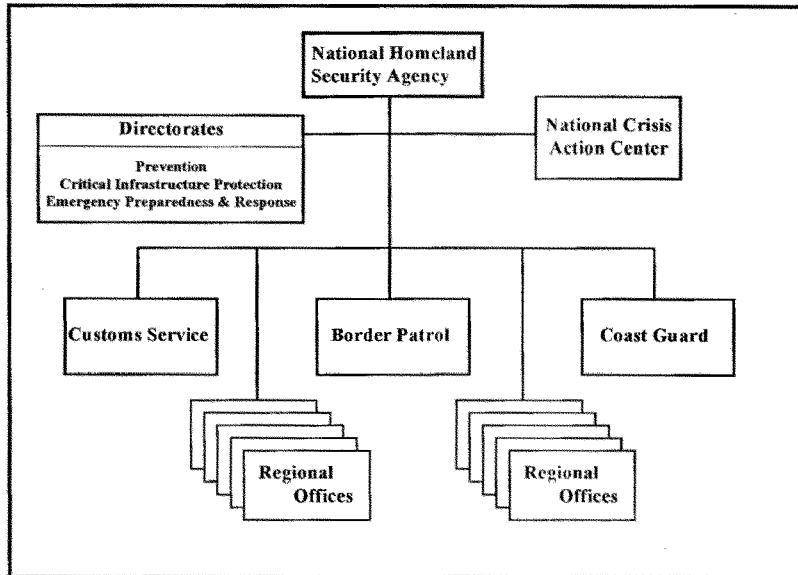 National Homeland
Security Agency
Directorates
Prevention
Critical Infrastructure Protection
Emergency Preparedness & Response
National Crisis
Action Center
Customs Service
Border Patrol
Coast Guard
Regional
Offices
Regional
Offices